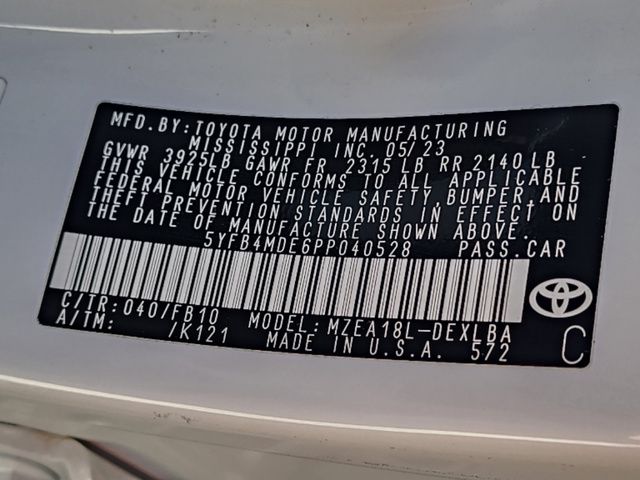 MFD.BY:TOYOTA MOTOR MANUFACTURING
MISSISSIPPI INC. 05/23
GVWR 3925LB GAWR FR 2315 LB RR 2140 LB
THIS VEHICLE CONFORMS TO ALL APPLICABLE
FEDERAL MOTOR VEHICLE SAFETY,BUMPER,AND
THEFT PREVENTION STANDARDS IN EFFECT ON
THE DATE OF MANUFACTURE SHOWN ABOVE.
5YFB4MDE6PP040528 PASS.CAR
C/TR:040/FB10 MODEL:MZEA18L-DEXLBA
A/TM: /K121 MADE IN U.S.A. 572 C